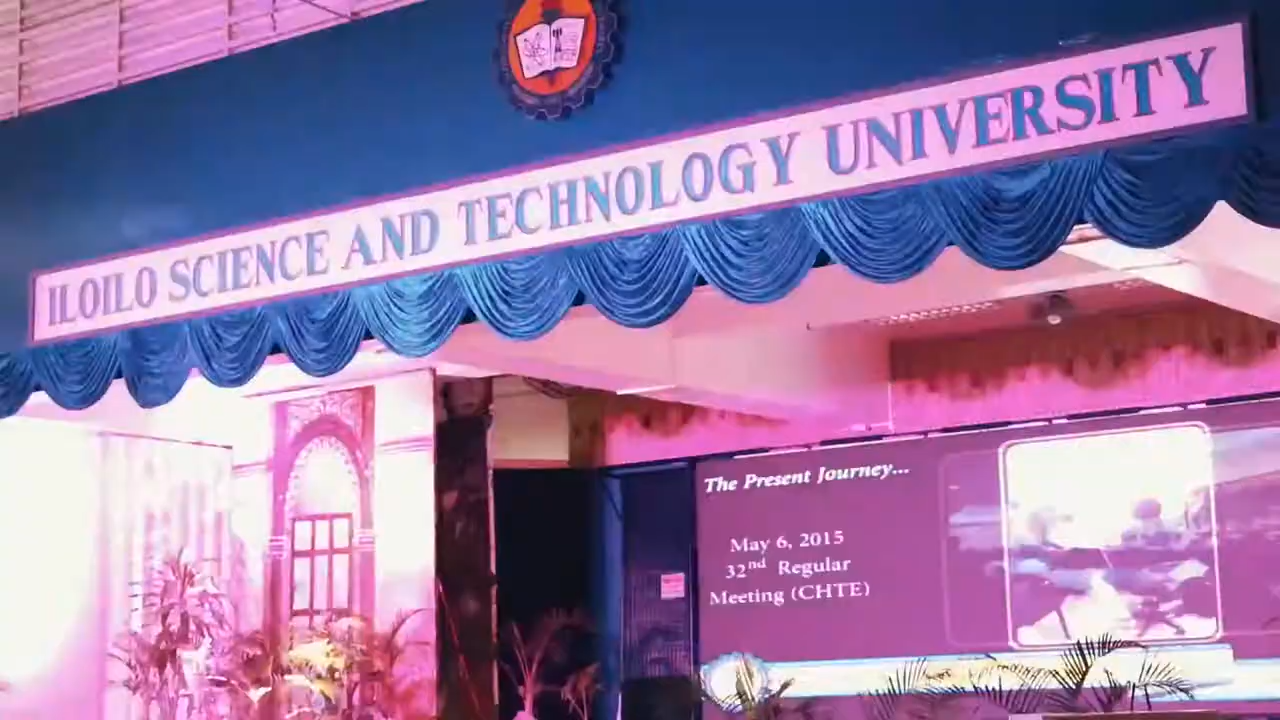 ILOILO SCIENCE AND TECHNOLOGY UNIVERSITY
The Present Journey...
May 6, 2015
32nd Regular
Meeting (CHTE)